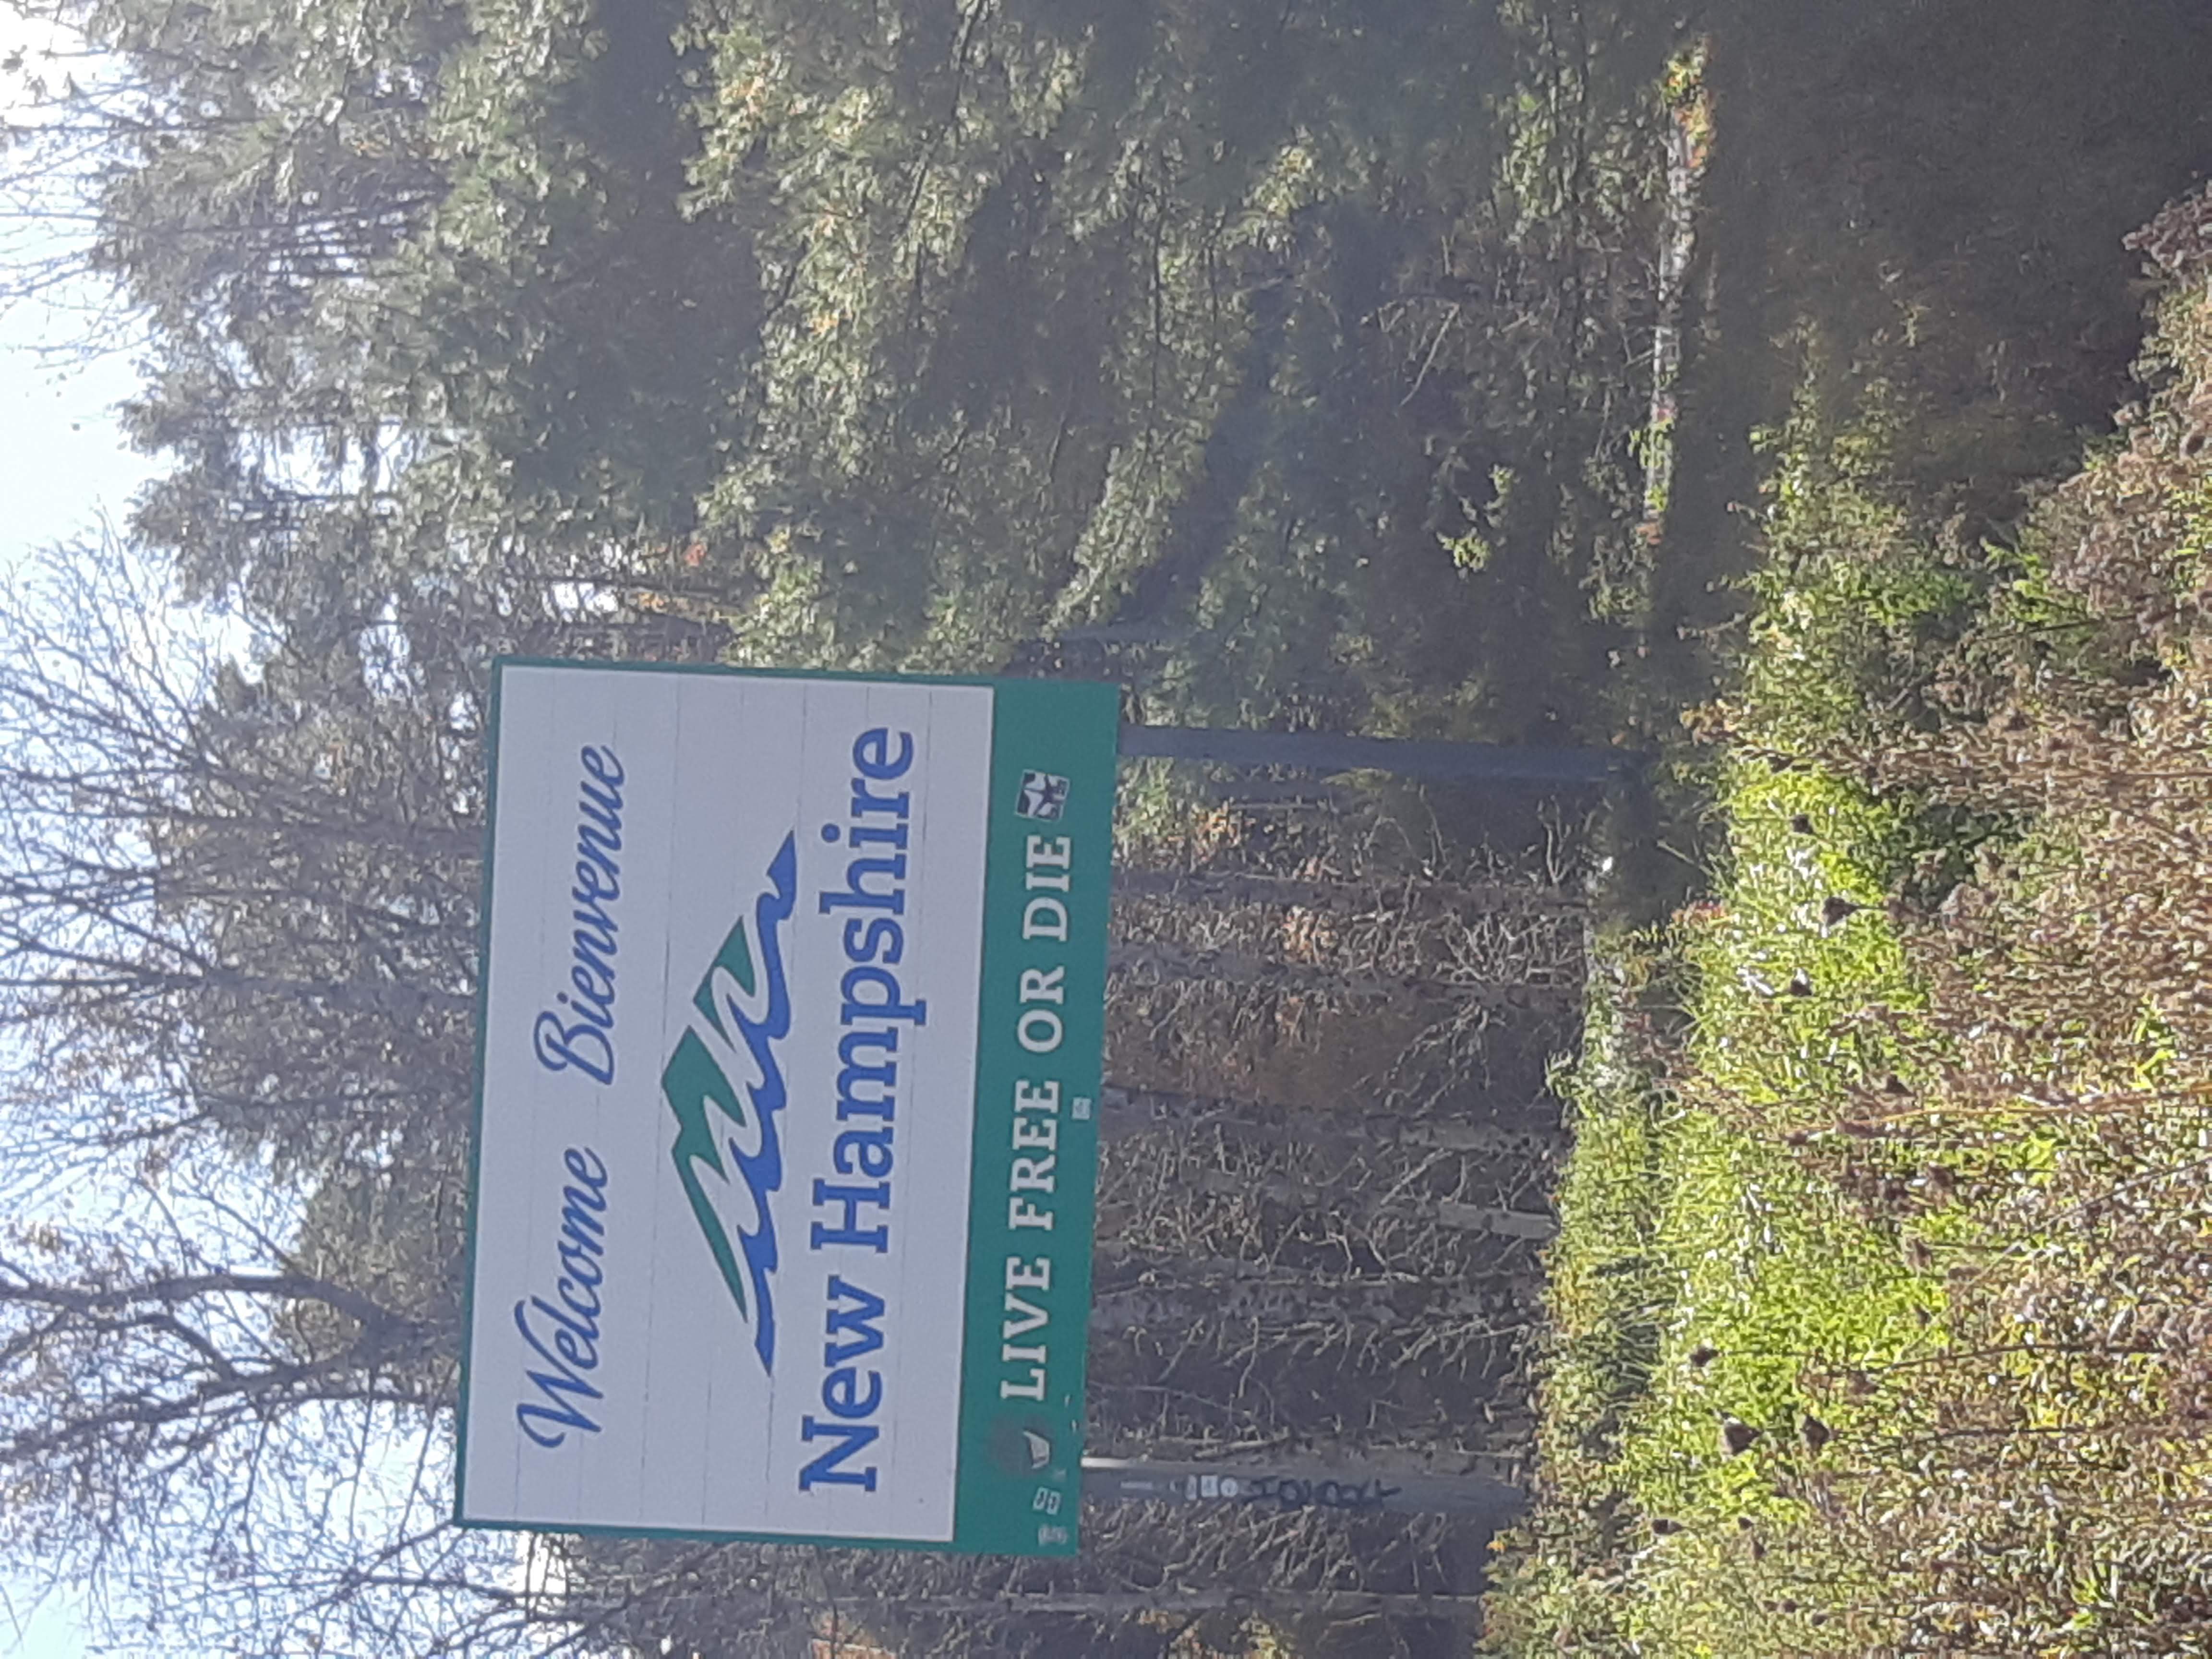 Welcome Bienvenue
New Hampshire
LIVE FREE OR DIE